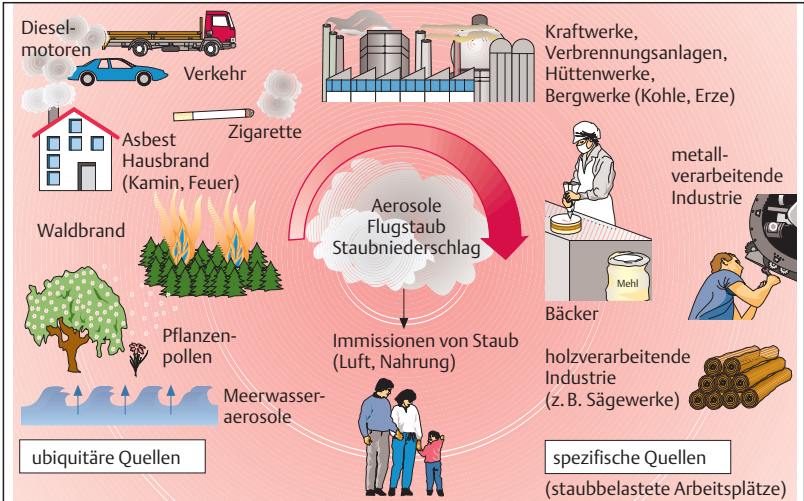 Diesel-
motoren
Verkehr
Zigarette
Asbest
Hausbrand
(Kamin, Feuer)
Waldbrand
Pflanzen-
pollen
Meerwasser-
aerosole
ubiquitäre Quellen
Aerosole
Flugstaub
Staubniederschlag
Immissionen von Staub
(Luft, Nahrung)
Kraftwerke,
Verbrennungsanlagen,
Hüttenwerke,
Bergwerke (Kohle, Erze)
metall-
verarbeitende
Industrie
Mehl
Bäcker
holzverarbeitende
Industrie
(z. B. Sägewerke)
spezifische Quellen
(staubbelastete Arbeitsplätze)